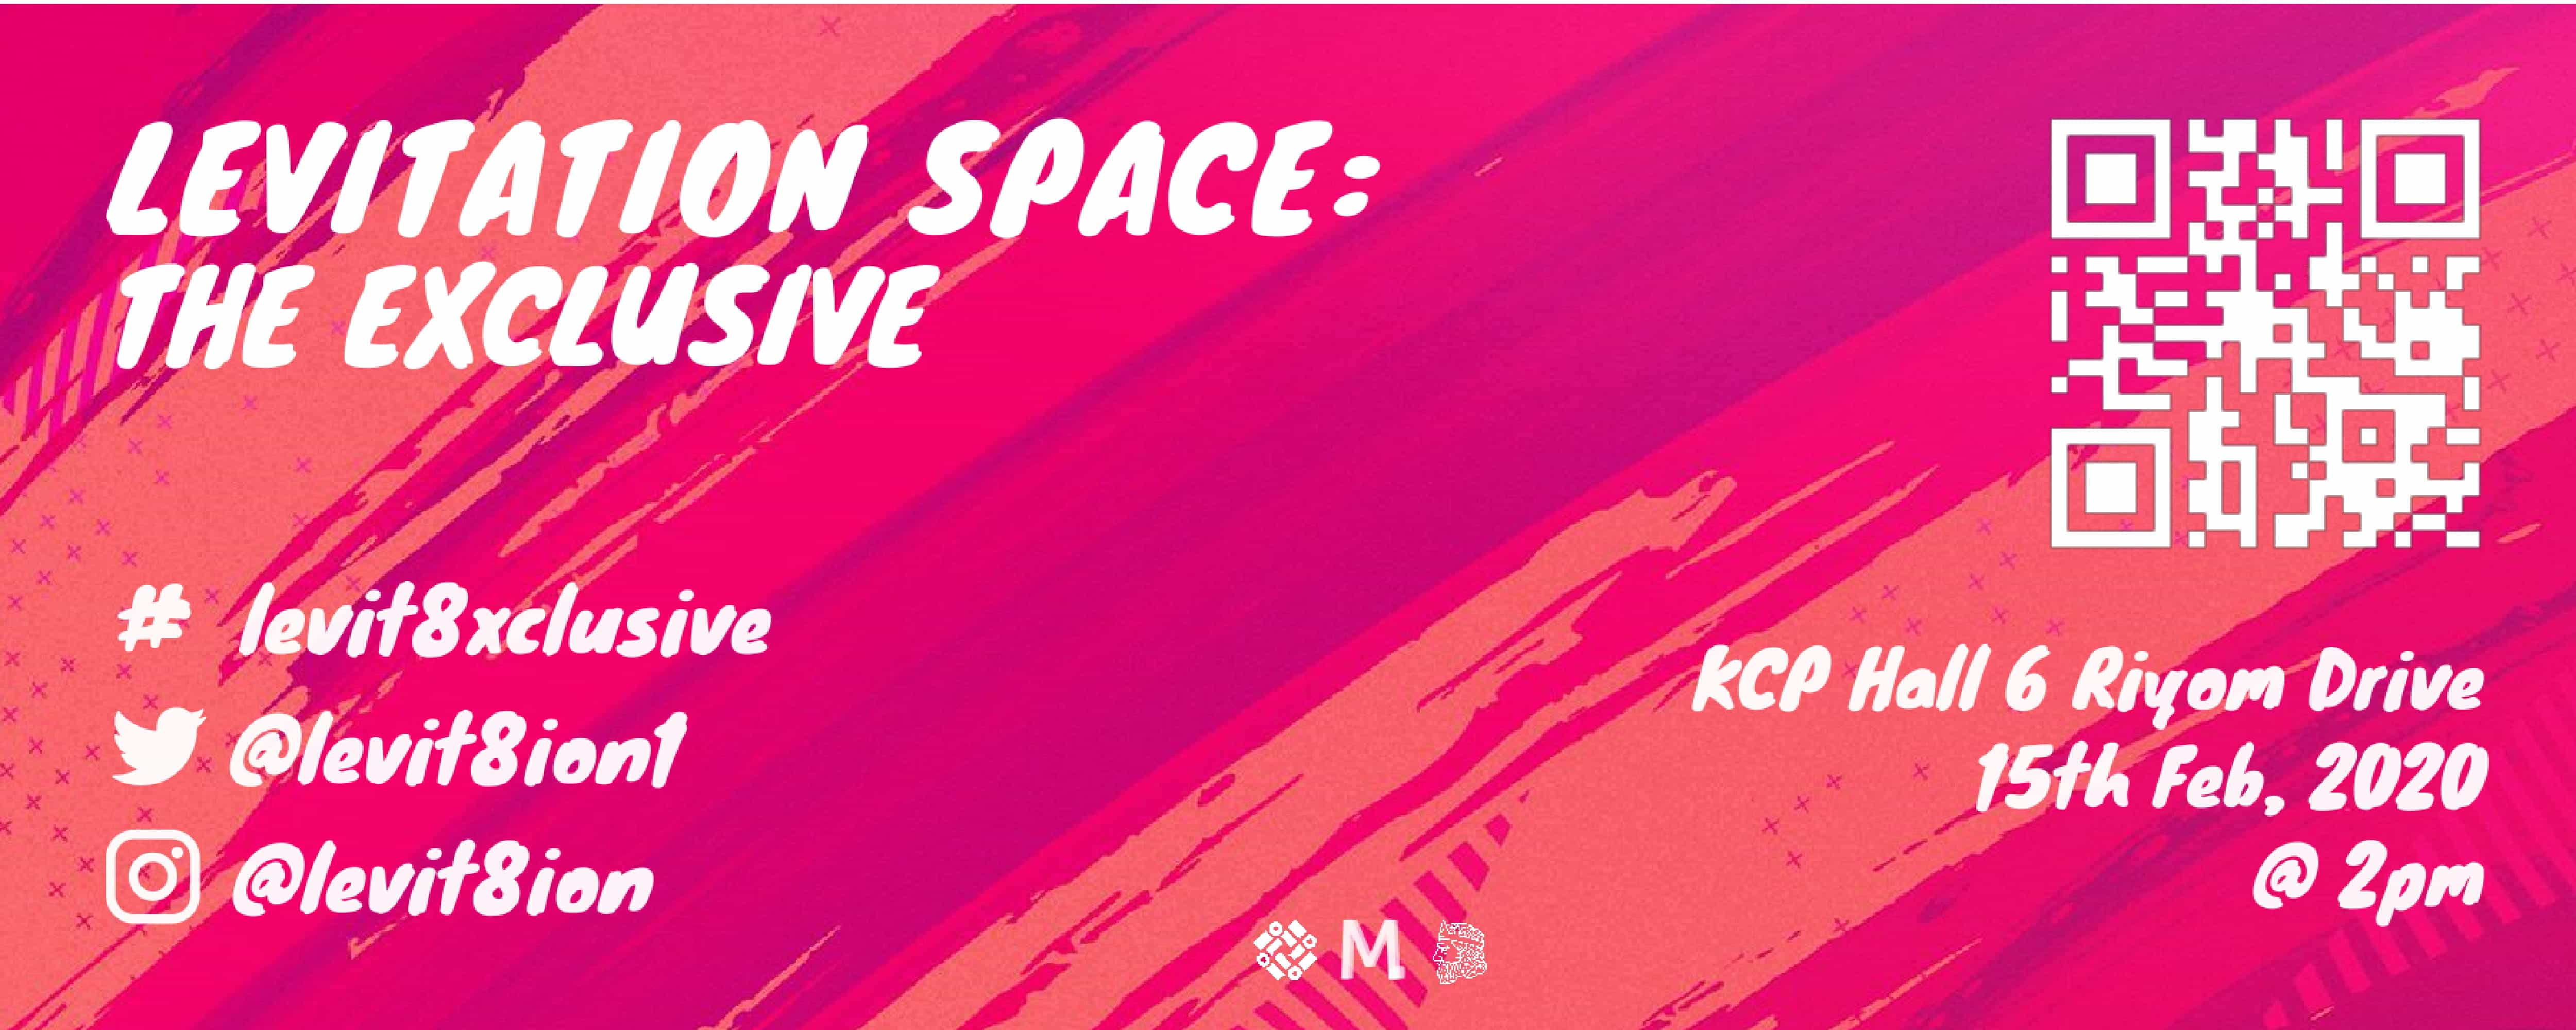 LEVITATION SPACE:
THE EXCLUSIVE
# levit8xclusive
@levit8ion1
@levit8ion
KCP Hall 6 Riyom Drive
15th Feb, 2020
@ 2pm
M